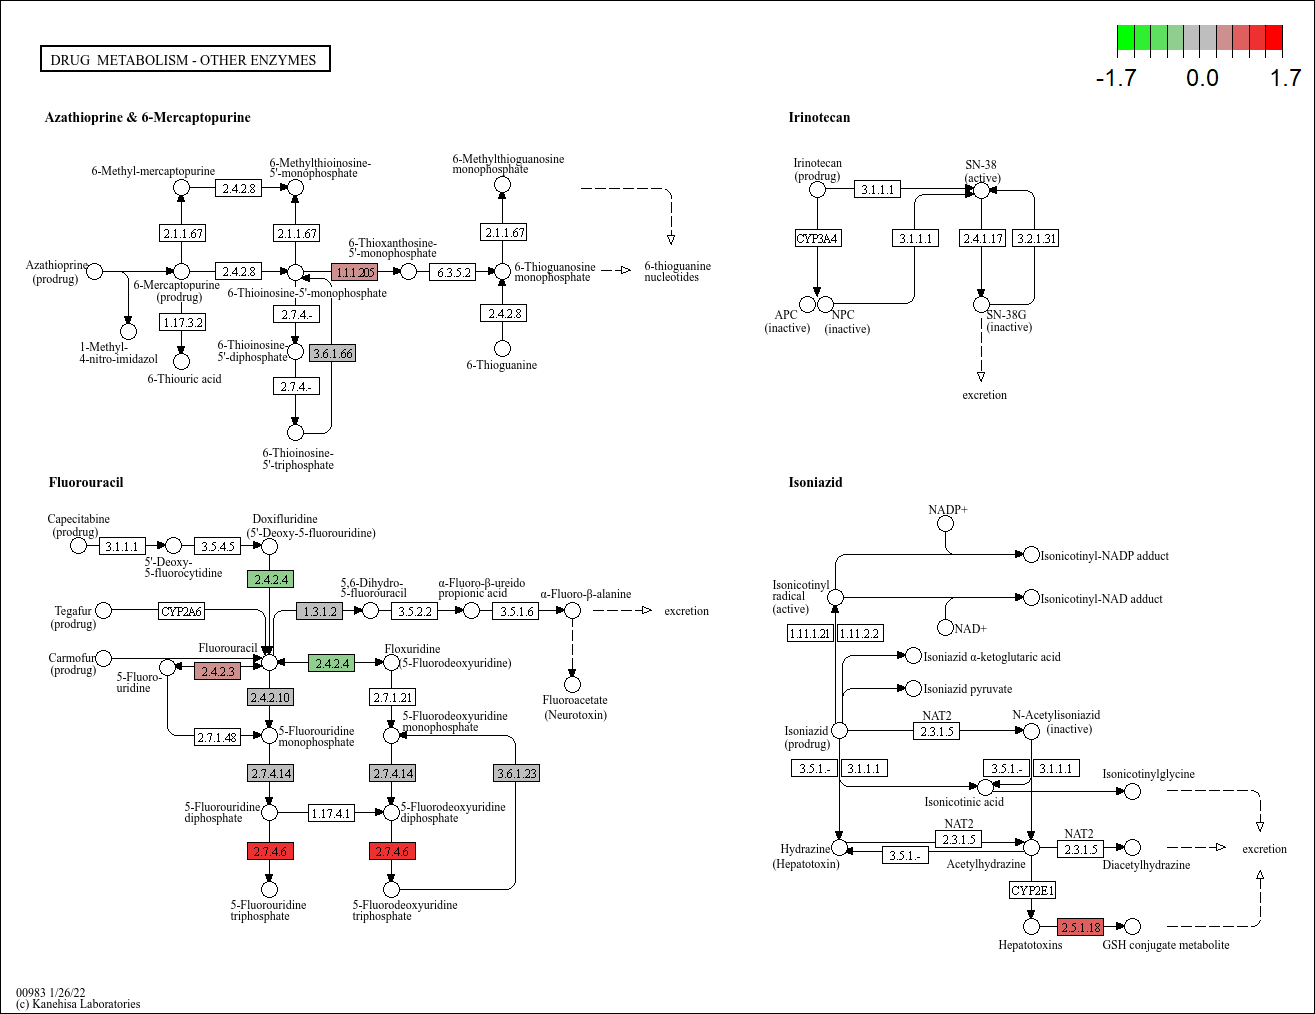 DRUG METABOLISM - OTHER ENZYMES
-1.7 0.0 1.7
Azathioprine & 6-Mercaptopurine
6-Methyl-mercaptopurine
2.4.2.8
6-Methylthioinosine-
5'-monophosphate
6-Methylthioguanosine
monophosphate
2.1.1.67
2.1.1.67
2.1.1.67
6-Thioxanthosine-
5'-monophosphate
Azathioprine
(prodrug)
6-Mercaptopurine
(prodrug)
2.4.2.8
6-Thioinosine-5'-monophosphate
1.1.1.205
6.3.5.2
6-Thioguanosine
monophosphate
6-thioguanine
nucleotides
1-Methyl-
4-nitro-imidazol
1.17.3.2
6-Thiouric acid
2.7.4.-
6-Thioinosine-
5'-diphosphate
3.6.1.66
2.7.4.-
6-Thioinosine-
5'-triphosphate
2.4.2.8
6-Thioguanine
Irinotecan
Irinotecan
(prodrug)
3.1.1.1
SN-38
(active)
CYP3A4
3.1.1.1
2.4.1.17
3.2.1.31
APC
(inactive)
NPC
(inactive)
SN-38G
(inactive)
excretion
Fluorouracil
Capecitabine
(prodrug)
3.1.1.1
5'-Deoxy-
5-fluorocytidine
3.5.4.5
Doxifluridine
(5'-Deoxy-5-fluorouridine)
2.4.2.4
Tegafur
(prodrug)
CYP2A6
1.3.1.2
5,6-Dihydro-
5-fluorouracil
3.5.2.2
α-Fluoro-β-ureido
propionic acid
3.5.1.6
α-Fluoro-β-alanine
excretion
Fluoroacetate
(Neurotoxin)
Carmofur
(prodrug)
Fluorouracil
5-Fluoro-
uridine
2.4.2.3
2.4.2.4
Floxuridine
(5-Fluorodeoxyuridine)
2.4.2.10
2.7.1.21
2.7.1.48
5-Fluorouridine
monophosphate
5-Fluorodeoxyuridine
monophosphate
2.7.4.14
2.7.4.14
3.6.1.23
5-Fluorouridine
diphosphate
1.17.4.1
5-Fluorodeoxyuridine
diphosphate
2.7.4.6
2.7.4.6
5-Fluorouridine
triphosphate
5-Fluorodeoxyuridine
triphosphate
Isoniazid
NADP+
Isonicotinyl-NADP adduct
Isonicotinyl
radical
(active)
Isonicotinyl-NAD adduct
NAD+
1.11.1.21
1.11.2.2
Isoniazid α-ketoglutaric acid
Isoniazid pyruvate
Isoniazid
(prodrug)
NAT2
2.3.1.5
N-Acetylisoniazid
(inactive)
3.5.1.-
3.1.1.1
3.5.1.-
3.1.1.1
Isonicotinic acid
Isonicotinylglycine
Hydrazine
(Hepatotoxin)
NAT2
2.3.1.5
3.5.1.-
Acetylhydrazine
NAT2
2.3.1.5
Diacetylhydrazine
excretion
CYP2E1
Hepatotoxins
2.5.1.18
GSH conjugate metabolite
00983 1/26/22
(c) Kanehisa Laboratories